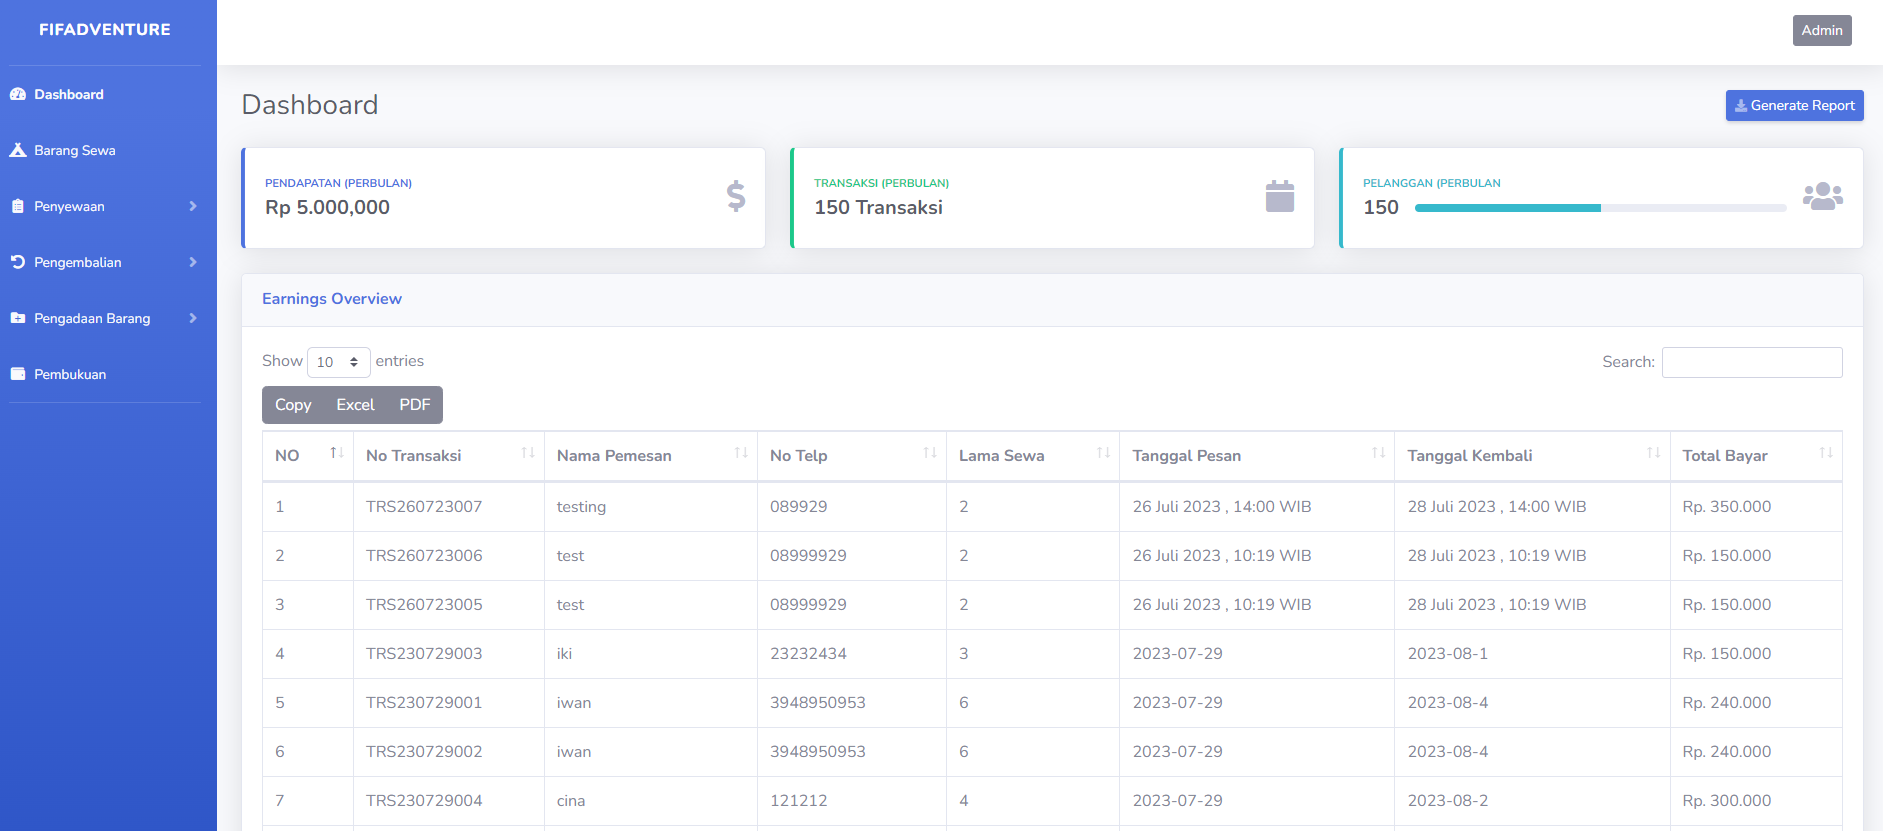 FIFADVENTURE
Admin
Dashboard
Barang Sewa
Penyewaan
Pengembalian
Pengadaan Barang
Pembukuan
Dashboard
Generate Report
PENDAPATAN (PERBULAN)
Rp 5.000,000
TRANSAKSI (PERBULAN)
150 Transaksi
PELANGGAN (PERBULAN
150
Earnings Overview
Show 10 entries
Search:
Copy Excel PDF
NO No Transaksi Nama Pemesan No Telp Lama Sewa Tanggal Pesan Tanggal Kembali Total Bayar
1 TRS260723007 testing 089929 2 26 Juli 2023 , 14:00 WIB 28 Juli 2023 , 14:00 WIB Rp. 350.000
2 TRS260723006 test 08999929 2 26 Juli 2023 , 10:19 WIB 28 Juli 2023 , 10:19 WIB Rp. 150.000
3 TRS260723005 test 08999929 2 26 Juli 2023 , 10:19 WIB 28 Juli 2023 , 10:19 WIB Rp. 150.000
4 TRS230729003 iki 23232434 3 2023-07-29 2023-08-1 Rp. 150.000
5 TRS230729001 iwan 3948950953 6 2023-07-29 2023-08-4 Rp. 240.000
6 TRS230729002 iwan 3948950953 6 2023-07-29 2023-08-4 Rp. 240.000
7 TRS230729004 cina 121212 4 2023-07-29 2023-08-2 Rp. 300.000